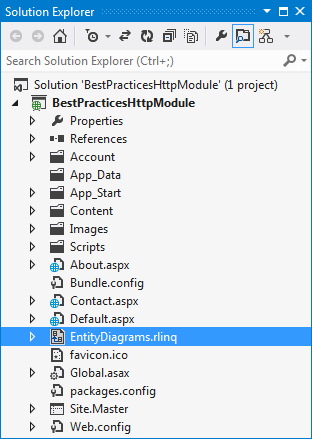 Solution Explorer
Search Solution Explorer (Ctrl+;)
Solution 'BestPracticesHttpModule' (1 project)
BestPracticesHttpModule
Properties
References
Account
App_Data
App_Start
Content
Images
Scripts
About.aspx
Bundle.config
Contact.aspx
Default.aspx
EntityDiagrams.rlinq
favicon.ico
Global.asax
packages.config
Site.Master
Web.config